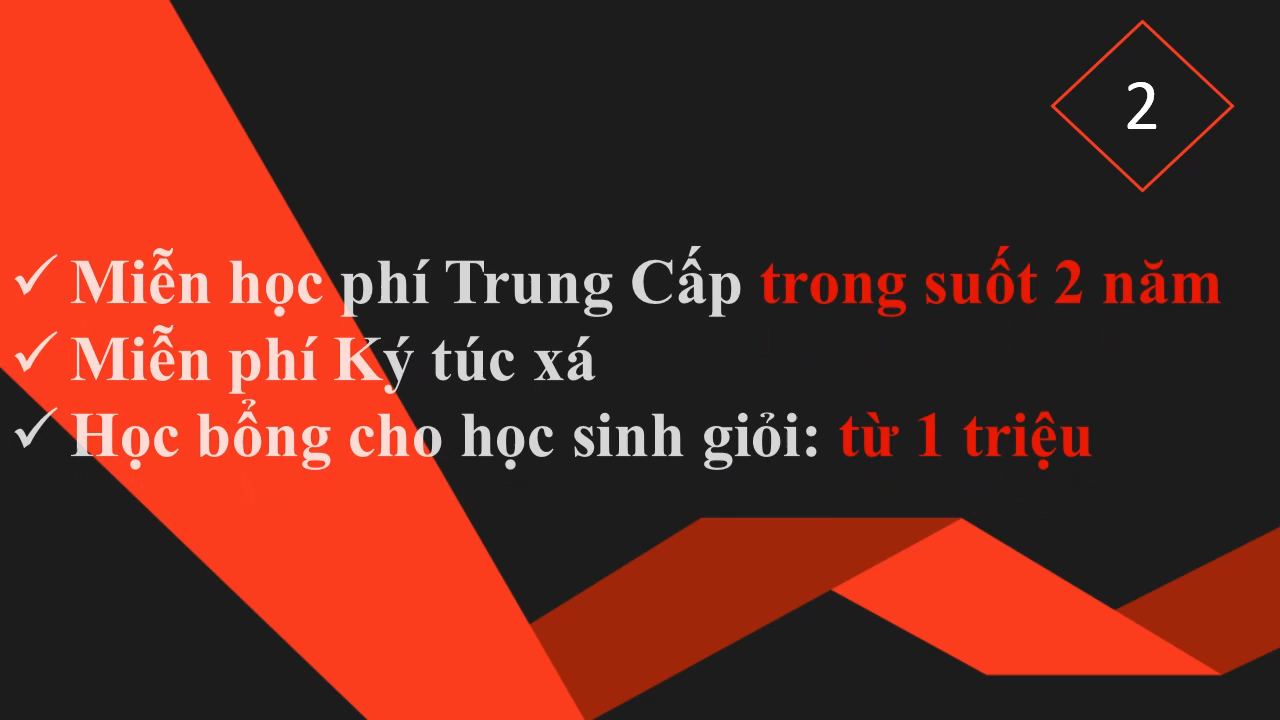 2
✓ Miễn học phí Trung Cấp trong suốt 2 năm
✓ Miễn phí Ký túc xá
✓ Học bổng cho học sinh giỏi: từ 1 triệu